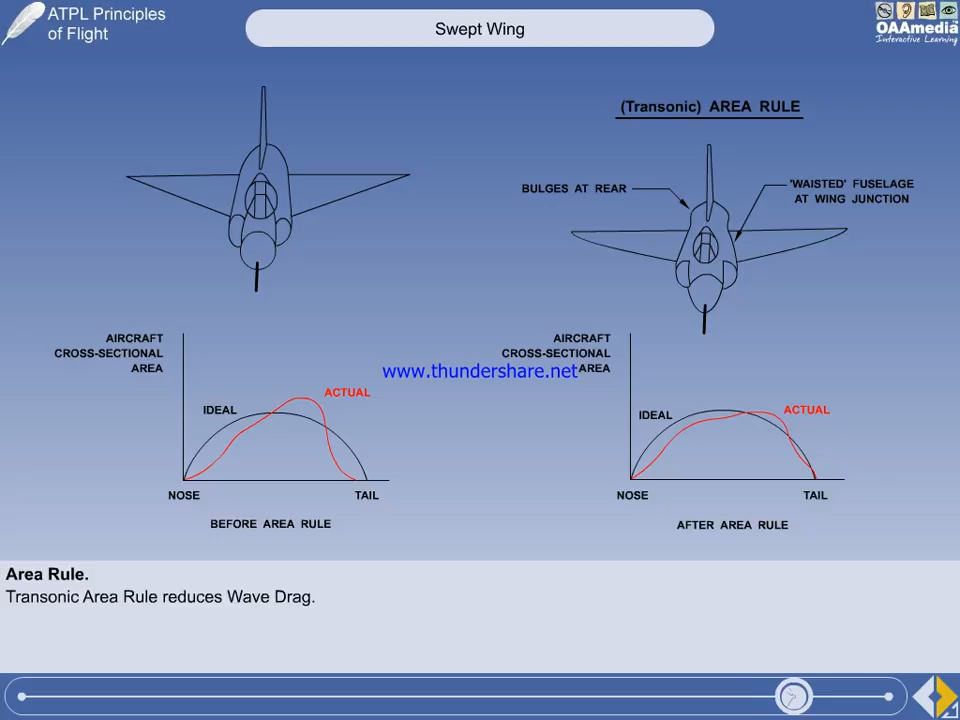 ATPL Principles
of Flight
Swept Wing
OAAmedia
Interactive Learning
(Transonic) AREA RULE
BULGES AT REAR
'WAISTED' FUSELAGE
AT WING JUNCTION
AIRCRAFT
CROSS-SECTIONAL
AREA
IDEAL
ACTUAL
NOSE
TAIL
BEFORE AREA RULE
AIRCRAFT
CROSS-SECTIONAL
AREA
www.thundershare.net
IDEAL
ACTUAL
NOSE
TAIL
AFTER AREA RULE
Area Rule.
Transonic Area Rule reduces Wave Drag.